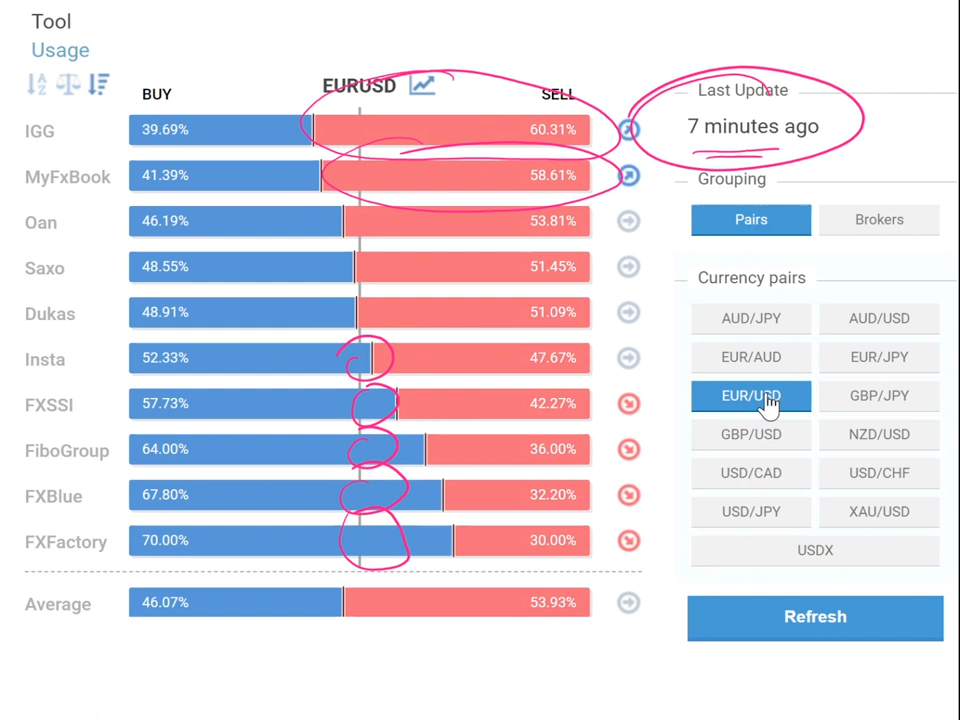 Tool
Usage
BUY EURUSD SELL
IGG 39.69% 60.31%
MyFxBook 41.39% 58.61%
Oan 46.19% 53.81%
Saxo 48.55% 51.45%
Dukas 48.91% 51.09%
Insta 52.33% 47.67%
FXSSI 57.73% 42.27%
FiboGroup 64.00% 36.00%
FXBlue 67.80% 32.20%
FXFactory 70.00% 30.00%
Average 46.07% 53.93%
Last Update
7 minutes ago
Grouping
Pairs Brokers
Currency pairs
AUD/JPY AUD/USD
EUR/AUD EUR/JPY
EUR/USD GBP/JPY
GBP/USD NZD/USD
USD/CAD USD/CHF
USD/JPY XAU/USD
USDX
Refresh